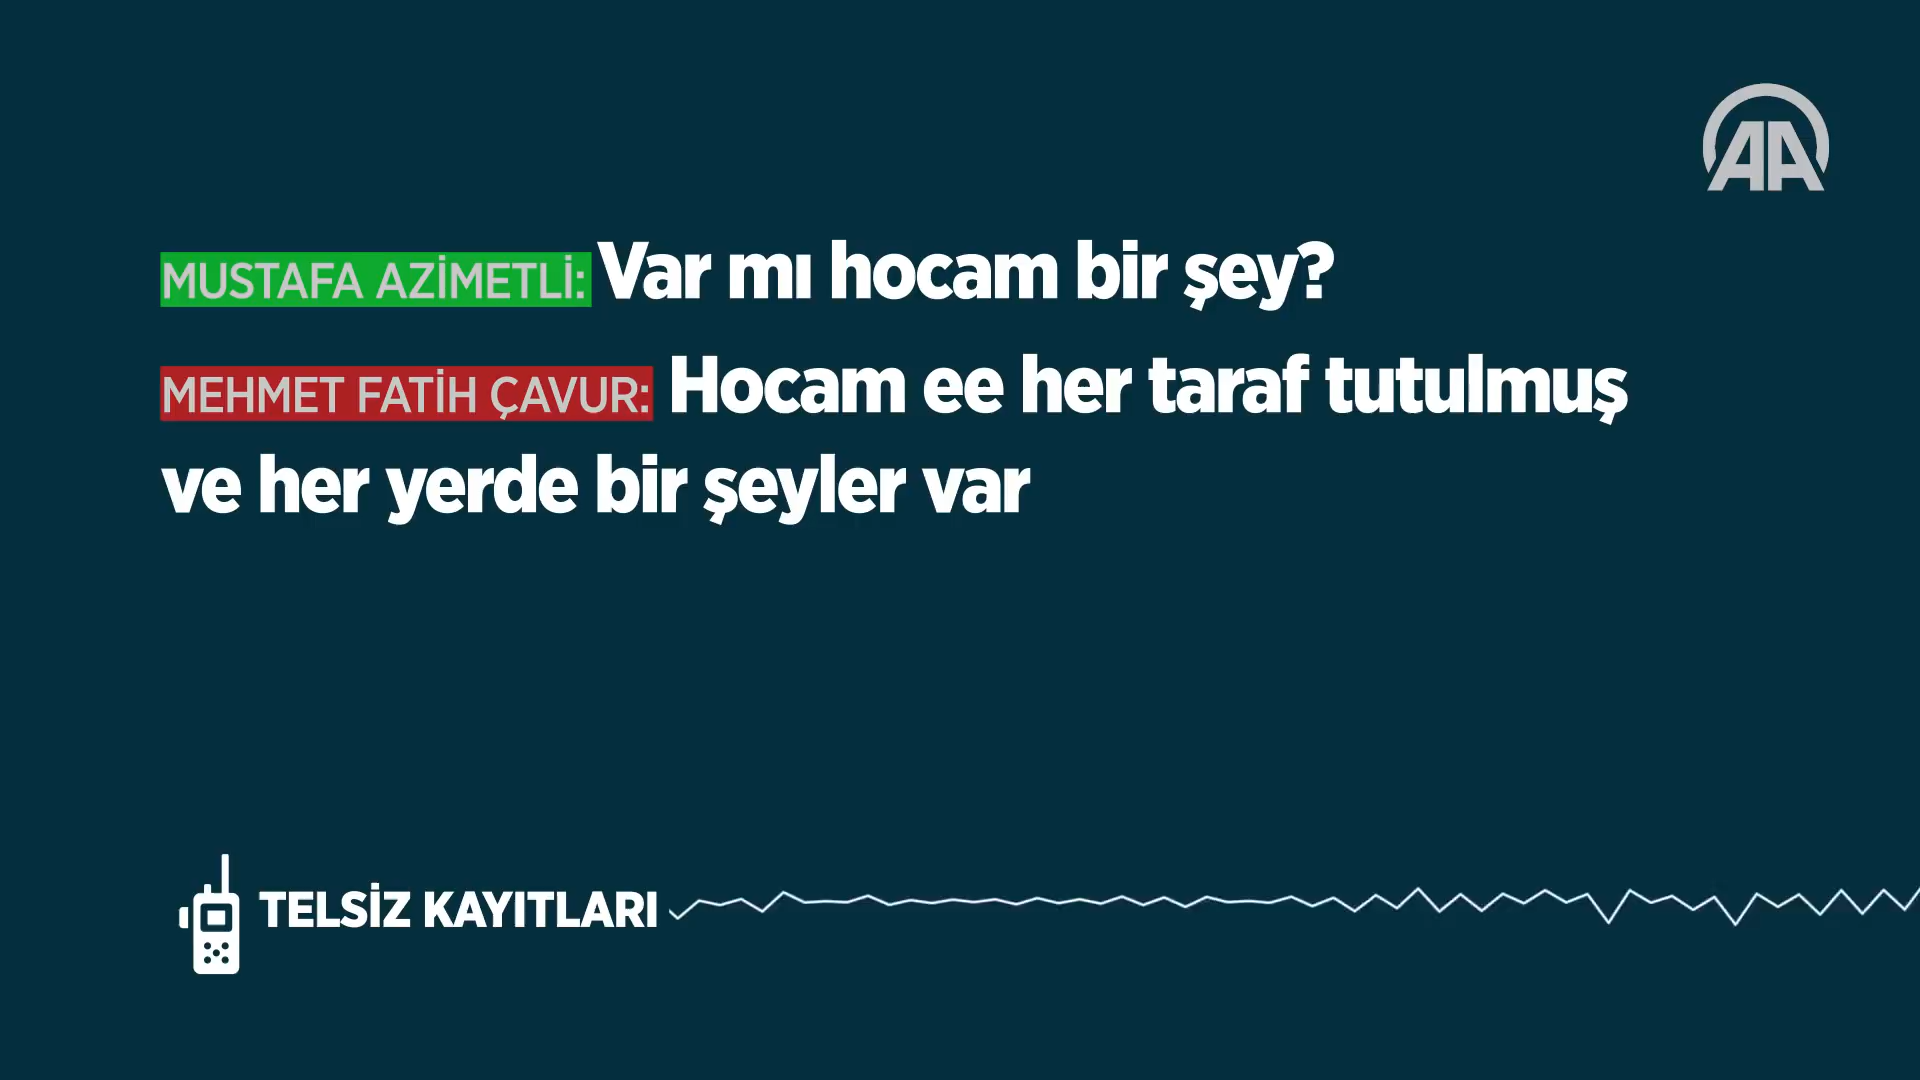 AA
MUSTAFA AZİMETLİ: Var mı hocam bir şey?
MEHMET FATİH ÇAVUR: Hocam ee her taraf tutulmuş
ve her yerde bir şeyler var
TELSİZ KAYITLARI